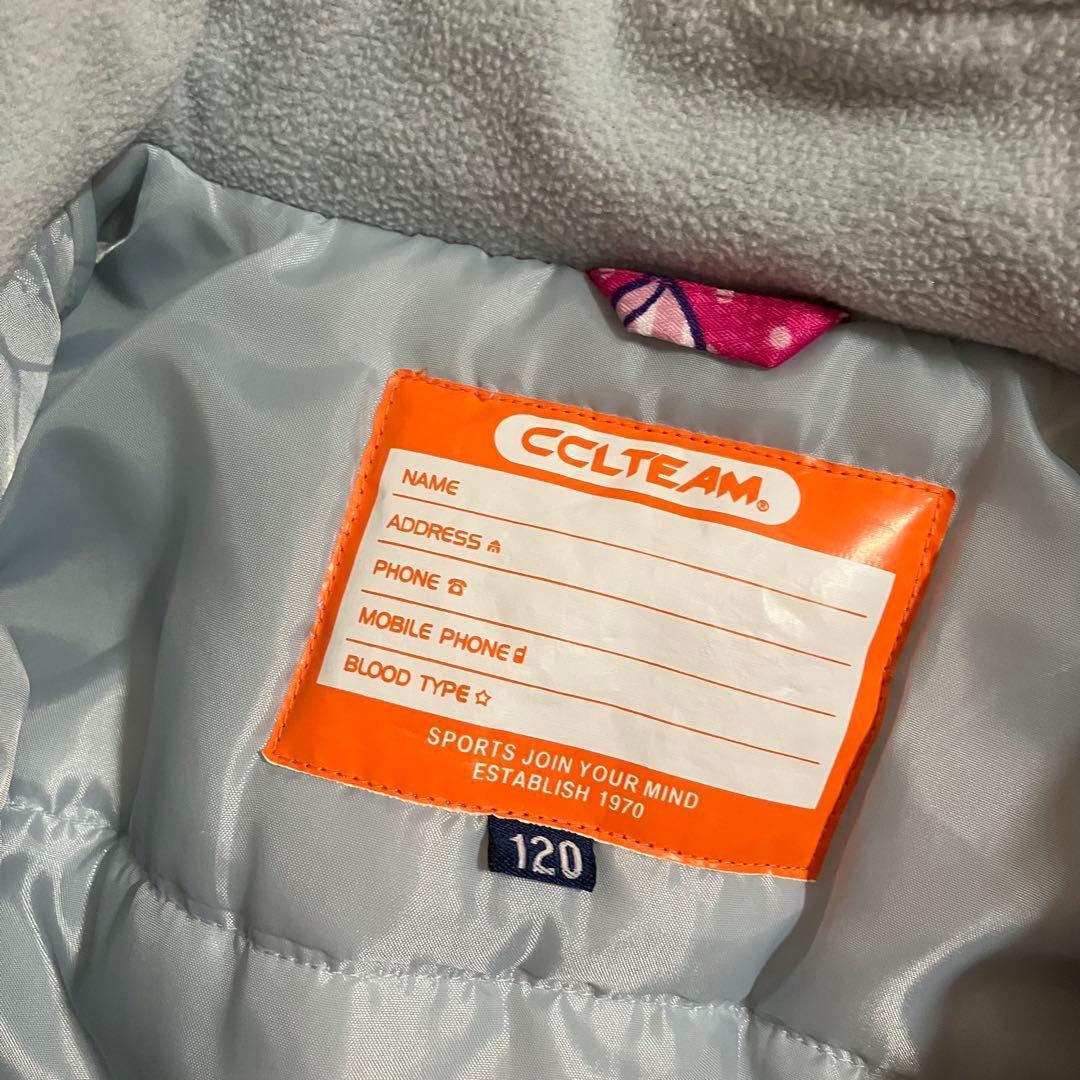 CCLTEAM®
NAME
ADDRESS
PHONE
MOBILE PHONE
BLOOD TYPE
SPORTS JOIN YOUR MIND
ESTABLISH 1970
120